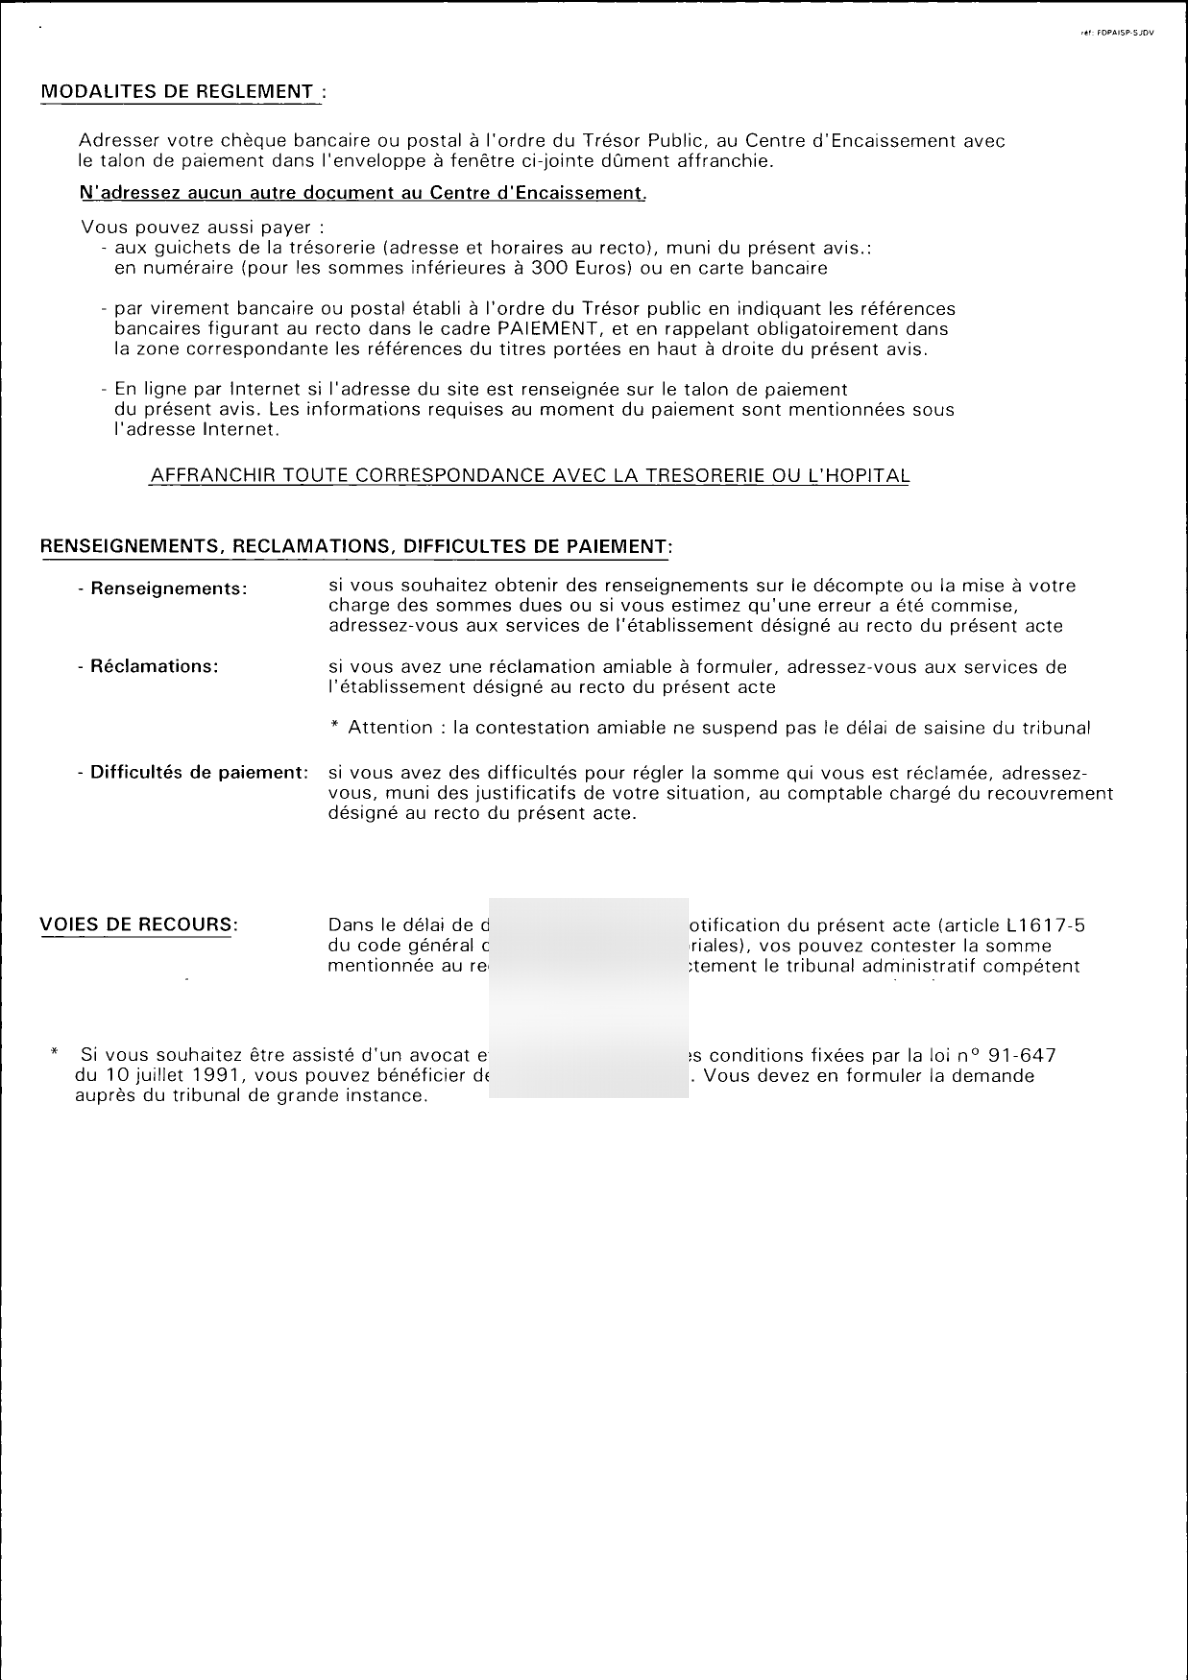 réf: FDPAISP-SJDV
MODALITES DE REGLEMENT :
Adresser votre chèque bancaire ou postal à l'ordre du Trésor Public, au Centre d'Encaissement avec
le talon de paiement dans l'enveloppe à fenêtre ci-jointe dûment affranchie.
N'adressez aucun autre document au Centre d'Encaissement.
Vous pouvez aussi payer :
- aux guichets de la trésorerie (adresse et horaires au recto), muni du présent avis.:
en numéraire (pour les sommes inférieures à 300 Euros) ou en carte bancaire
- par virement bancaire ou postal établi à l'ordre du Trésor public en indiquant les références
bancaires figurant au recto dans le cadre PAIEMENT, et en rappelant obligatoirement dans
la zone correspondante les références du titres portées en haut à droite du présent avis.
- En ligne par Internet si l'adresse du site est renseignée sur le talon de paiement
du présent avis. Les informations requises au moment du paiement sont mentionnées sous
l'adresse Internet.
AFFRANCHIR TOUTE CORRESPONDANCE AVEC LA TRESORERIE OU L'HOPITAL
RENSEIGNEMENTS, RECLAMATIONS, DIFFICULTES DE PAIEMENT:
- Renseignements: si vous souhaitez obtenir des renseignements sur le décompte ou la mise à votre
charge des sommes dues ou si vous estimez qu'une erreur a été commise,
adressez-vous aux services de l'établissement désigné au recto du présent acte
- Réclamations: si vous avez une réclamation amiable à formuler, adressez-vous aux services de
l'établissement désigné au recto du présent acte
* Attention : la contestation amiable ne suspend pas le délai de saisine du tribunal
- Difficultés de paiement: si vous avez des difficultés pour régler la somme qui vous est réclamée, adressez-
vous, muni des justificatifs de votre situation, au comptable chargé du recouvrement
désigné au recto du présent acte.
VOIES DE RECOURS: Dans le délai de du présent acte (article L1617-5
du code général vos pouvez contester la somme
mentionnée au le tribunal administratif compétent
* Si vous souhaitez être assisté d'un avocat conditions fixées par la loi n° 91-647
du 10 juillet 1991, vous pouvez bénéficier . Vous devez en formuler la demande
auprès du tribunal de grande instance.